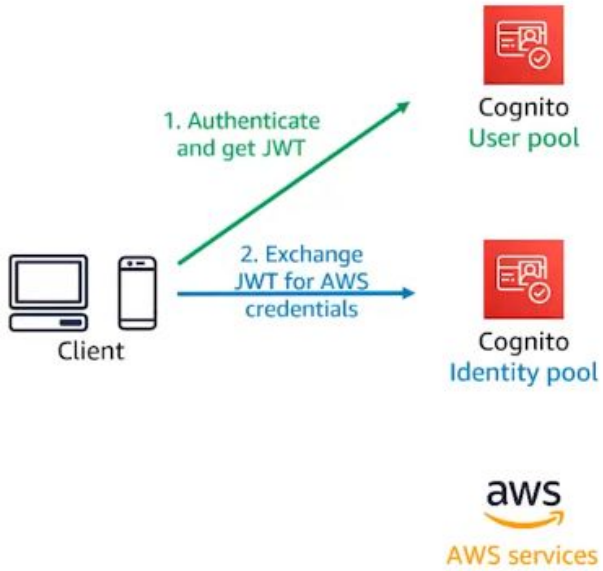 1. Authenticate
and get JWT
Cognito
User pool
2. Exchange
JWT for AWS
credentials
Client
Cognito
Identity pool
aws
AWS services